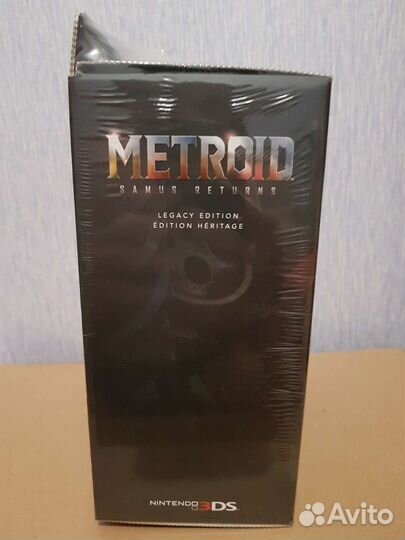 METROID
SAMUS RETURNS
LEGACY EDITION
ÉDITION HÉRITAGE
NINTENDO 3DS
Avito